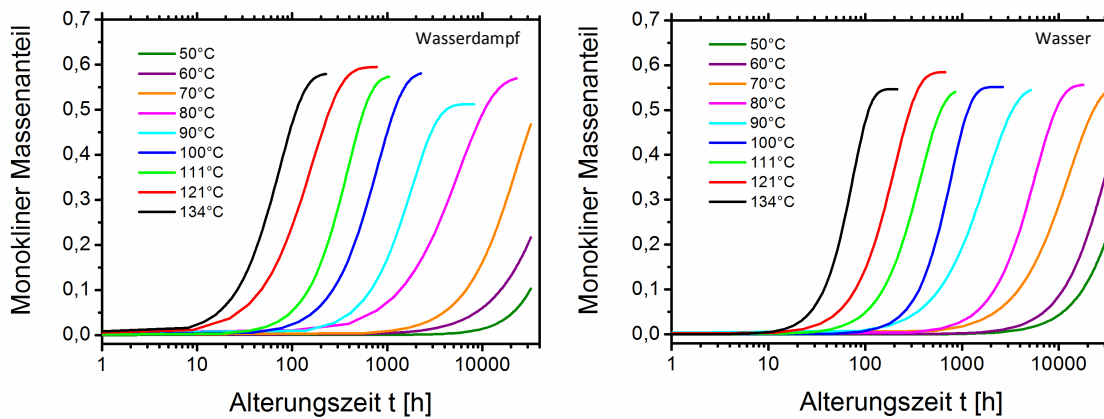 Monokliner Massenanteil
0,7
0,6
0,5
0,4
0,3
0,2
0,1
0,0
Wasserdampf
50°C
60°C
70°C
80°C
90°C
100°C
111°C
121°C
134°C
1 10 100 1000 10000
Alterungszeit t [h]
Monokliner Massenanteil
0,7
0,6
0,5
0,4
0,3
0,2
0,1
0,0
Wasser
50°C
60°C
70°C
80°C
90°C
100°C
111°C
121°C
134°C
1 10 100 1000 10000
Alterungszeit t [h]